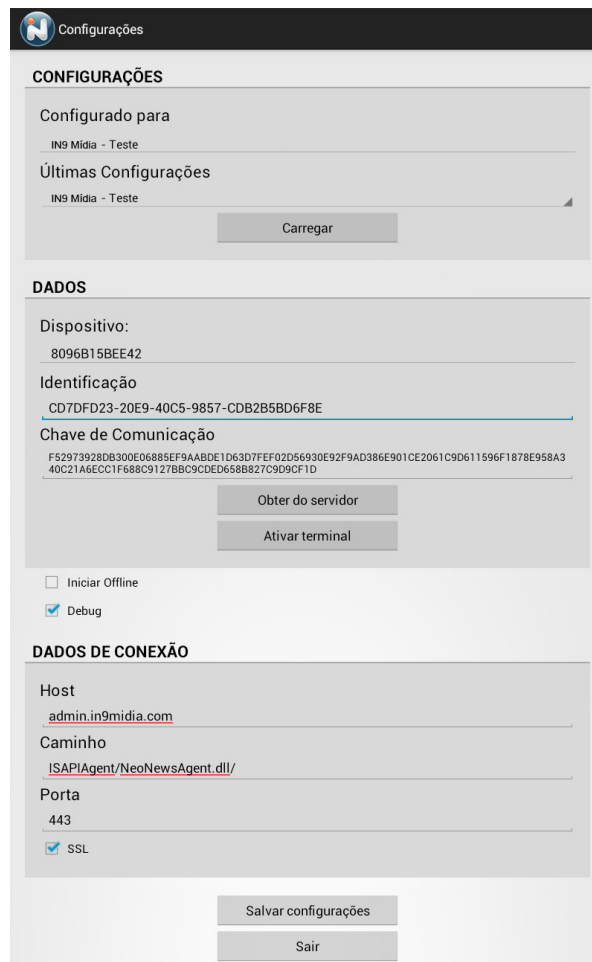 Configurações
CONFIGURAÇÕES
Configurado para
IN9 Mídia - Teste
Últimas Configurações
IN9 Mídia - Teste
Carregar
DADOS
Dispositivo:
8096B15BEE42
Identificação
CD7DFD23-20E9-40C5-9857-CDB2B5BD6F8E
Chave de Comunicação
F52973928DB300E06885EF9AABDE1D63D7FEF02D56930E92F9AD386E901CE2061C9D611596F1878E958A3
40C21A6ECC1F688C9127BBC9CDED658B827C9D9CF1D
Obter do servidor
Ativar terminal
Iniciar Offline
Debug
DADOS DE CONEXÃO
Host
admin.in9midia.com
Caminho
ISAPIAgent/NeoNewsAgent.dll/
Porta
443
SSL
Salvar configurações
Sair